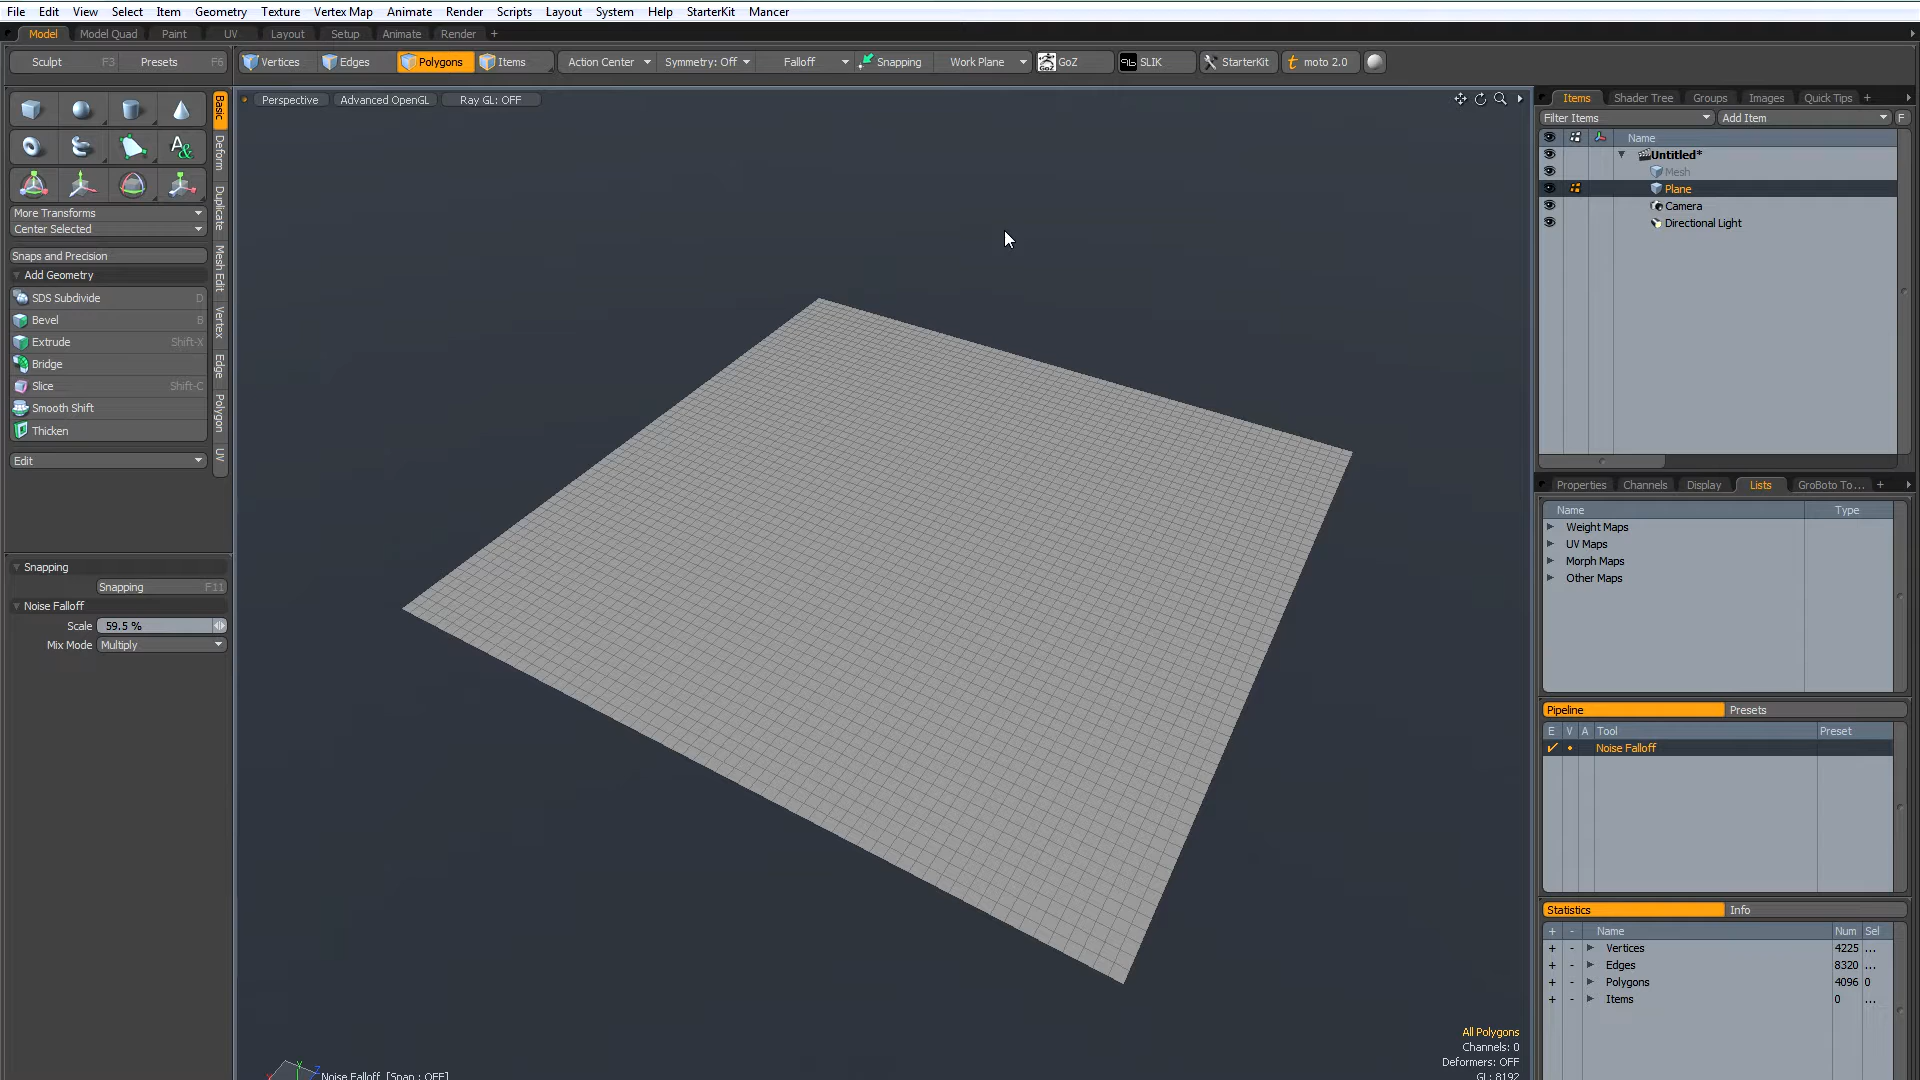 File Edit View Select Item Geometry Texture Vertex Map Animate Render Scripts Layout System Help StarterKit Mancer
Model Model Quad Paint UV Layout Setup Animate Render +
Sculpt F3 Presets F6 Vertices Edges Polygons Items Action Center Symmetry: Off Falloff Snapping Work Plane GoZ SLIK StarterKit moto 2.0
Perspective Advanced OpenGL Ray GL: OFF
Basic
Deform
Duplicate
Mesh Edit
Vertex
Edge
Polygon
UV
More Transforms
Center Selected
Snaps and Precision
Add Geometry
SDS Subdivide D
Bevel B
Extrude Shift-X
Bridge
Slice Shift-C
Smooth Shift
Thicken
Edit
Snapping
Snapping F11
Noise Falloff
Scale 59.5 %
Mix Mode Multiply
Items Shader Tree Groups Images Quick Tips +
Filter Items Add Item F
Name
Untitled*
Mesh
Plane
Camera
Directional Light
Properties Channels Display Lists GroBoto To... +
Name Type
Weight Maps
UV Maps
Morph Maps
Other Maps
Pipeline Presets
E V A Tool Preset
Noise Falloff
Statistics Info
+ - Name Num Sel
+ - Vertices 4225 ...
+ - Edges 8320 ...
+ - Polygons 4096 0
+ - Items 0 ...
All Polygons
Channels: 0
Deformers: OFF
GL: 8192
Noise Falloff [Snap : OFF]